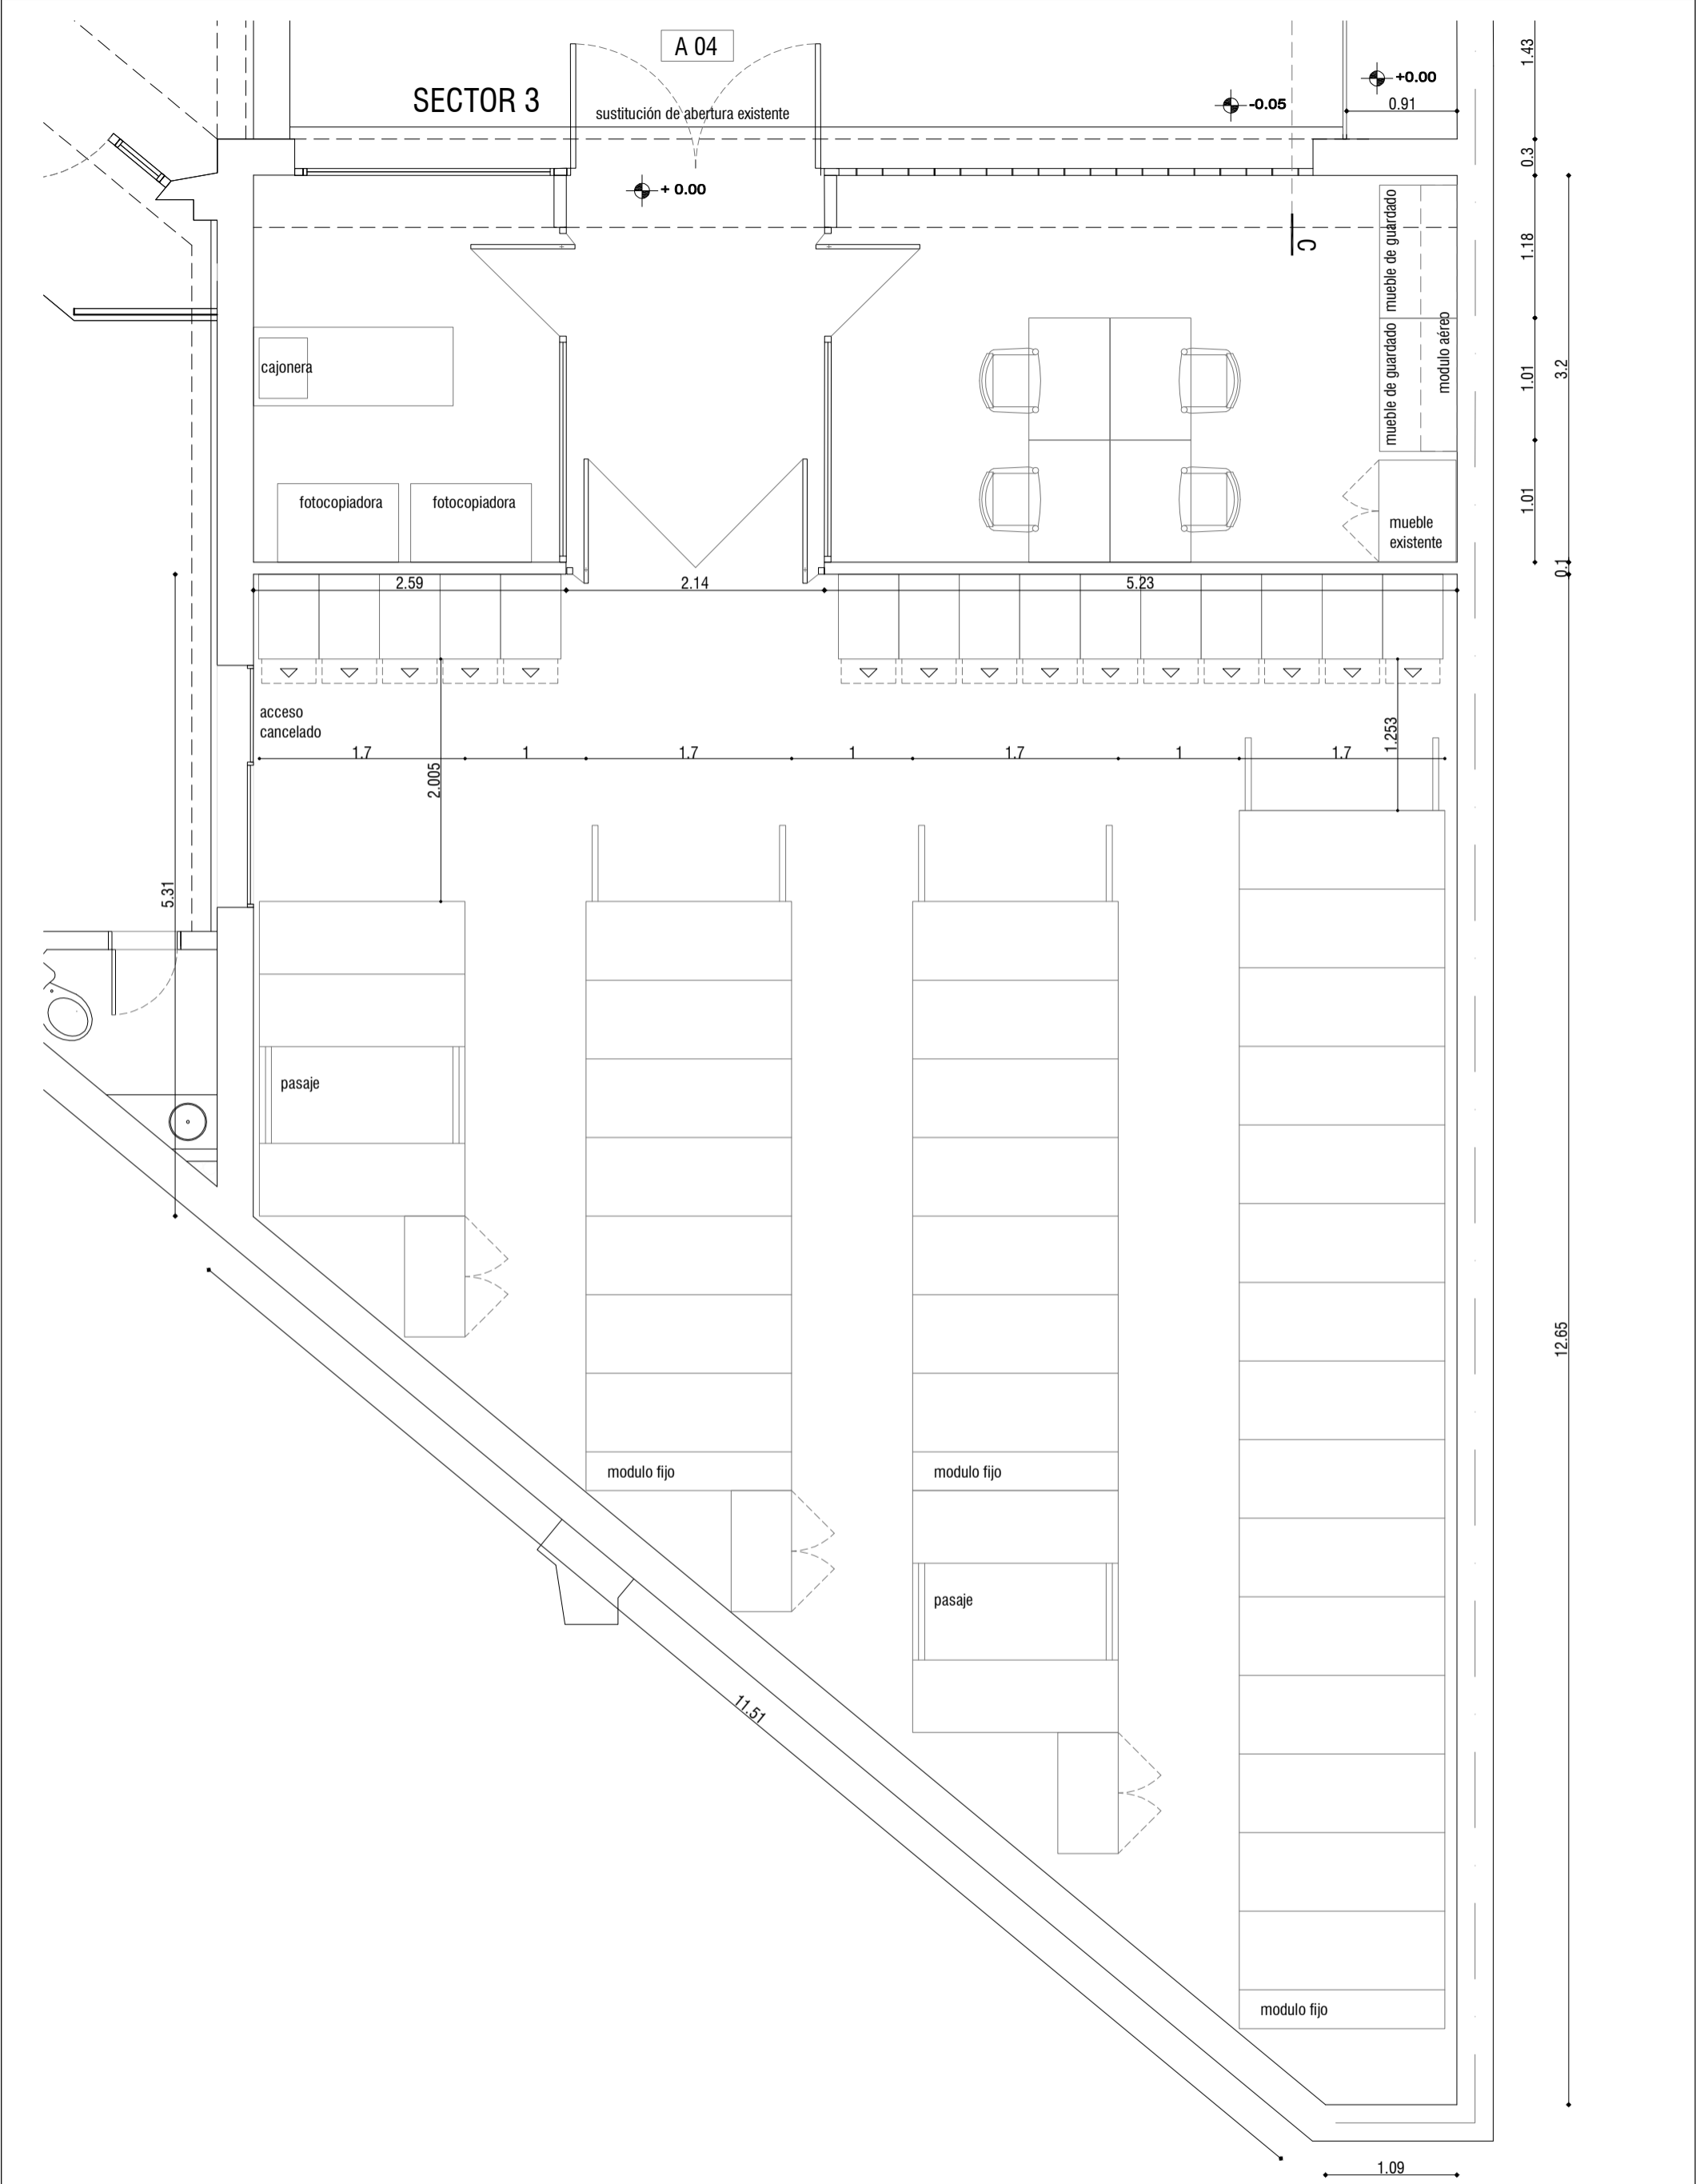 A 04
1.43
+0.00
SECTOR 3
-0.05
0.91
sustitución de abertura existente
0.3
+ 0.00
mueble de guardado
C
1.18
modulo aéreo
mueble de guardado
cajonera
1.01
3.2
fotocopiadora
fotocopiadora
1.01
mueble
existente
0.1
2.59
2.14
5.23
acceso
cancelado
1.253
1.7
1
1.7
1
1.7
1
1.7
2.005
5.31
pasaje
12.65
modulo fijo
modulo fijo
pasaje
11.51
modulo fijo
1.09